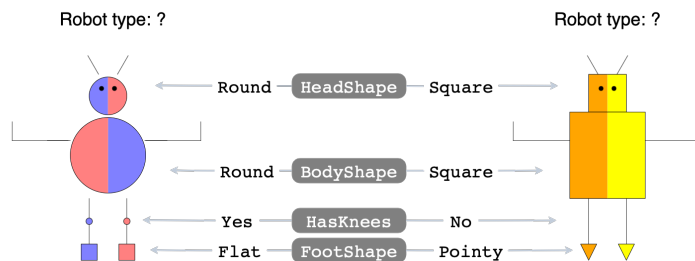 Robot type: ? Robot type: ?
Round HeadShape Square
Round BodyShape Square
Yes HasKnees No
Flat FootShape Pointy